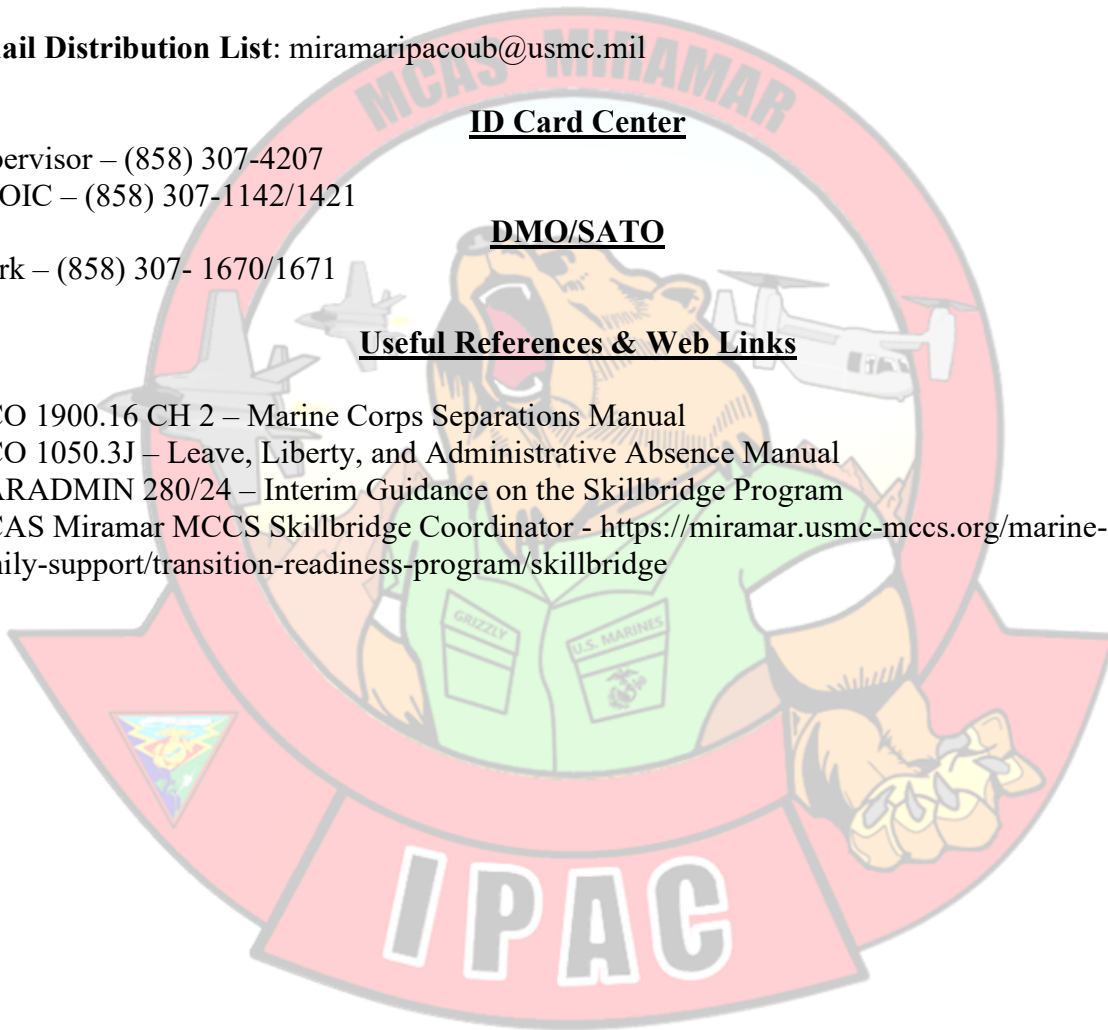 ail Distribution List: miramaripacoub@usmc.mil
ID Card Center
pervisor – (858) 307-4207
OIC – (858) 307-1142/1421
DMO/SATO
rk – (858) 307- 1670/1671
Useful References & Web Links
CO 1900.16 CH 2 – Marine Corps Separations Manual
CO 1050.3J – Leave, Liberty, and Administrative Absence Manual
ARADMIN 280/24 – Interim Guidance on the Skillbridge Program
CAS Miramar MCCS Skillbridge Coordinator - https://miramar.usmc-mccs.org/marine-
ily-support/transition-readiness-program/skillbridge
MCAS MIRAMAR
GRIZZLY
U.S. MARINES
IPAC